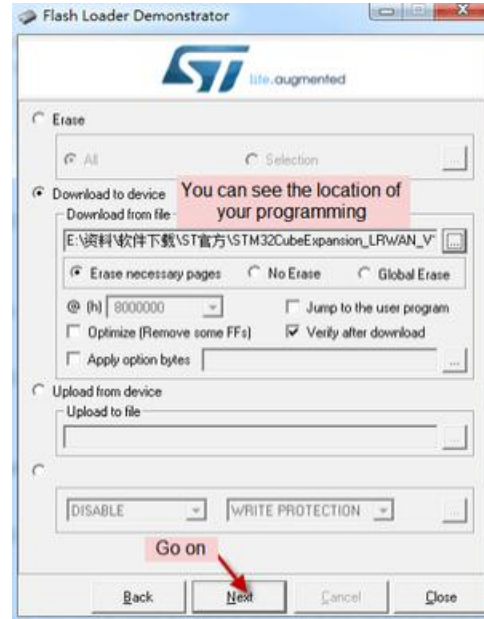 Flash Loader Demonstrator
ST life.augmented
Erase
All
Selection
...
Download to device
You can see the location of
your programming
Download from file
E:\资料\软件下载\ST官方\STM32CubeExpansion_LRWAN_V
...
Erase necessary pages
No Erase
Global Erase
@ (h) 8000000
Jump to the user program
Optimize (Remove some FFs)
Verify after download
Apply option bytes
...
Upload from device
Upload to file
...
DISABLE
WRITE PROTECTION
...
Go on
Back
Next
Cancel
Close